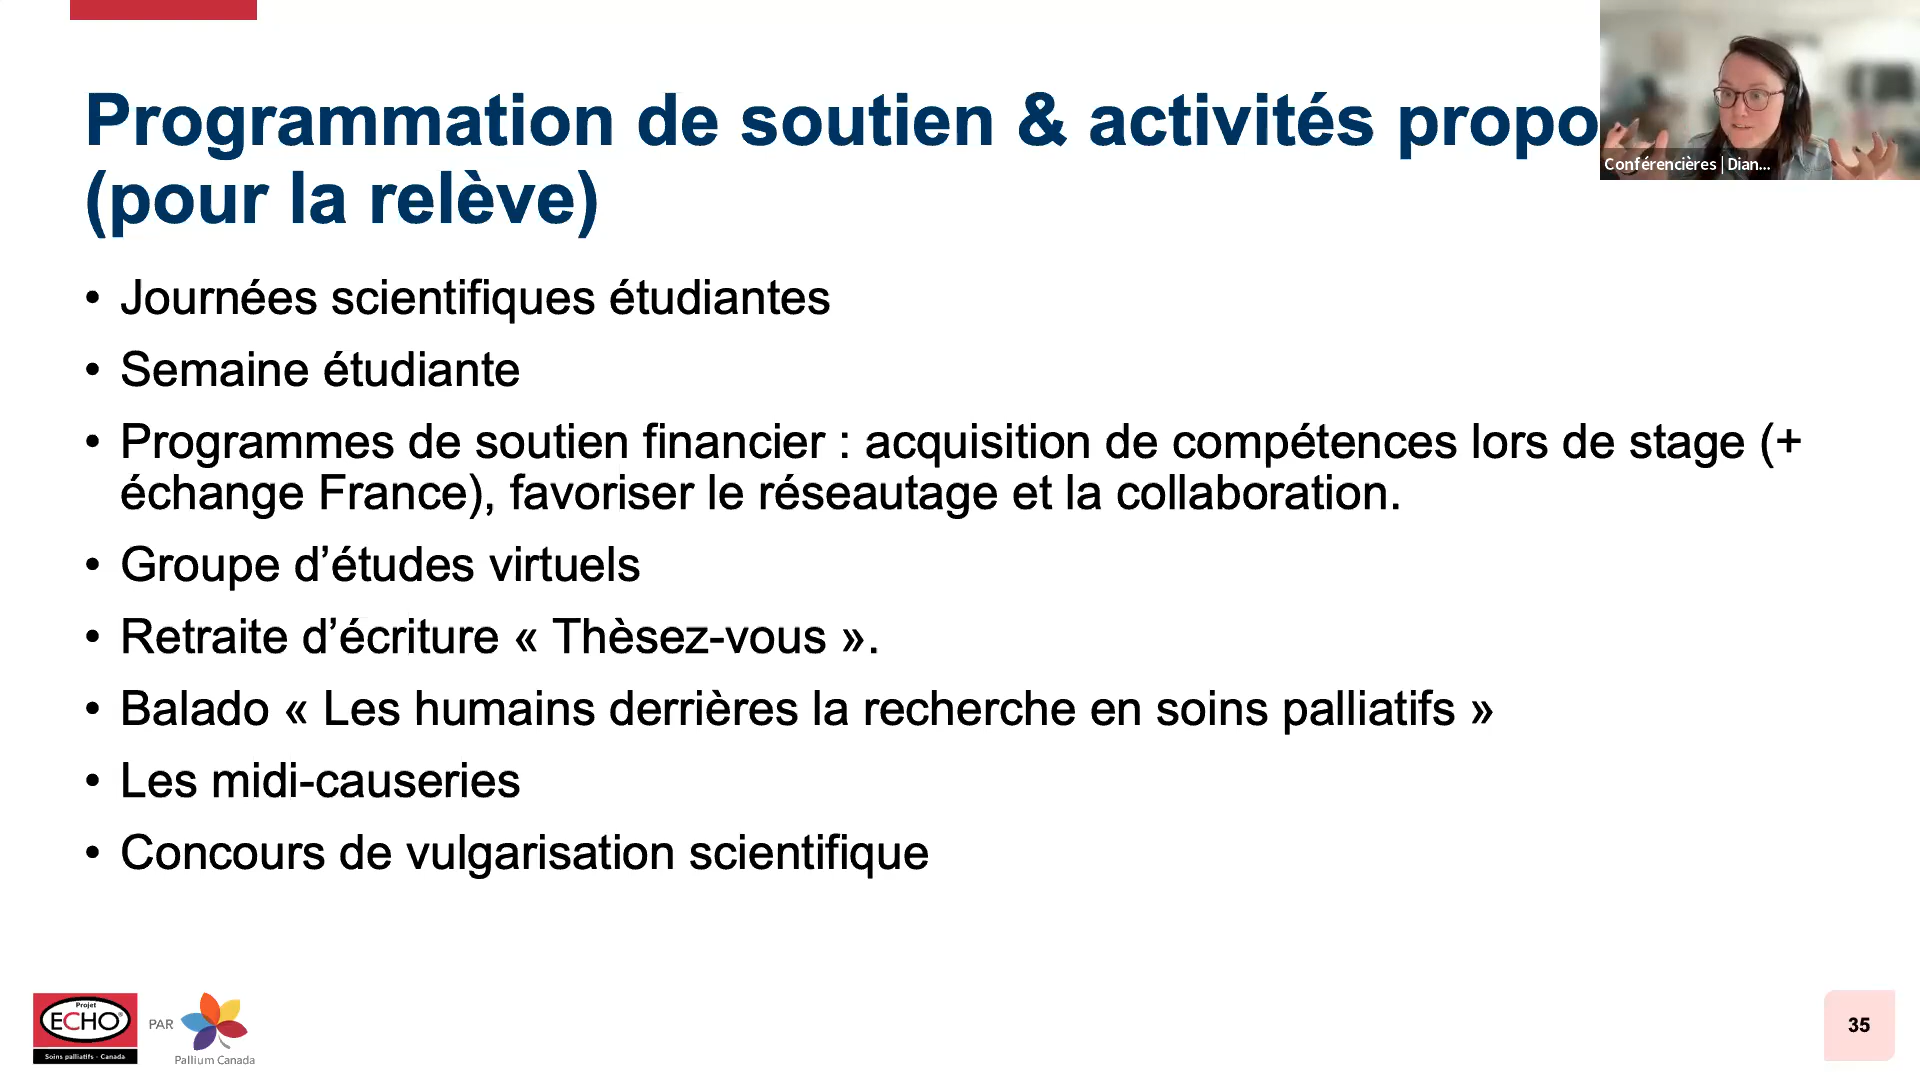 Programmation de soutien & activités propo
(pour la relève)
Conférencières | Dian...
• Journées scientifiques étudiantes
• Semaine étudiante
• Programmes de soutien financier : acquisition de compétences lors de stage (+
échange France), favoriser le réseautage et la collaboration.
• Groupe d’études virtuels
• Retraite d’écriture « Thèsez-vous ».
• Balado « Les humains derrières la recherche en soins palliatifs »
• Les midi-causeries
• Concours de vulgarisation scientifique
Projet
ECHO®
Soins palliatifs - Canada
PAR
Pallium Canada
35